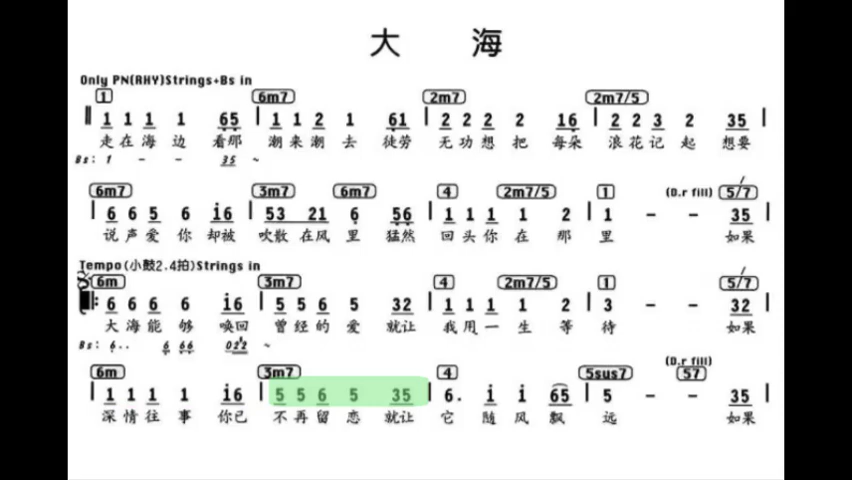 大 海
Only PN(RHY)Strings+Bs in
1 6m7 2m7 2m7/5
‖ 1 1 1 1 65 | 1 1 2 1 61 | 2 2 2 2 16 | 2 2 3 2 35 |
走在海 边 看那 潮来潮 去 徒劳 无功想 把 每朵 浪花记 起 想要
Bs: 1 - - 35 ~
6m7 3m7 6m7 4 2m7/5 1 (D.r fill) 5/7
| 6 6 5 6 i6 | 53 21 6 56 | 1 1 1 1 2 | 1 - - 35 |
说声爱 你 却被 吹散在风 里 猛然 回头你 在 那 里 如果
Tempo(小鼓2.4拍)Strings in
6m 3m7 4 2m7/5 1 5/7
‖: 6 6 6 6 i6 | 5 5 6 5 32 | 1 1 1 1 2 | 3 - - 32 |
大海能 够 唤回 曾经的 爱 就让 我用一 生 等 待 如果
Bs: 6.. 6 66 022 ~
6m 3m7 4 5sus7 (D.r fill) 57
| 1 1 1 1 i6 | 5 5 6 5 35 | 6. i i 65 | 5 - - 35 |
深情往 事 你已 不再留 恋 就让 它 随 风 飘 远 如果